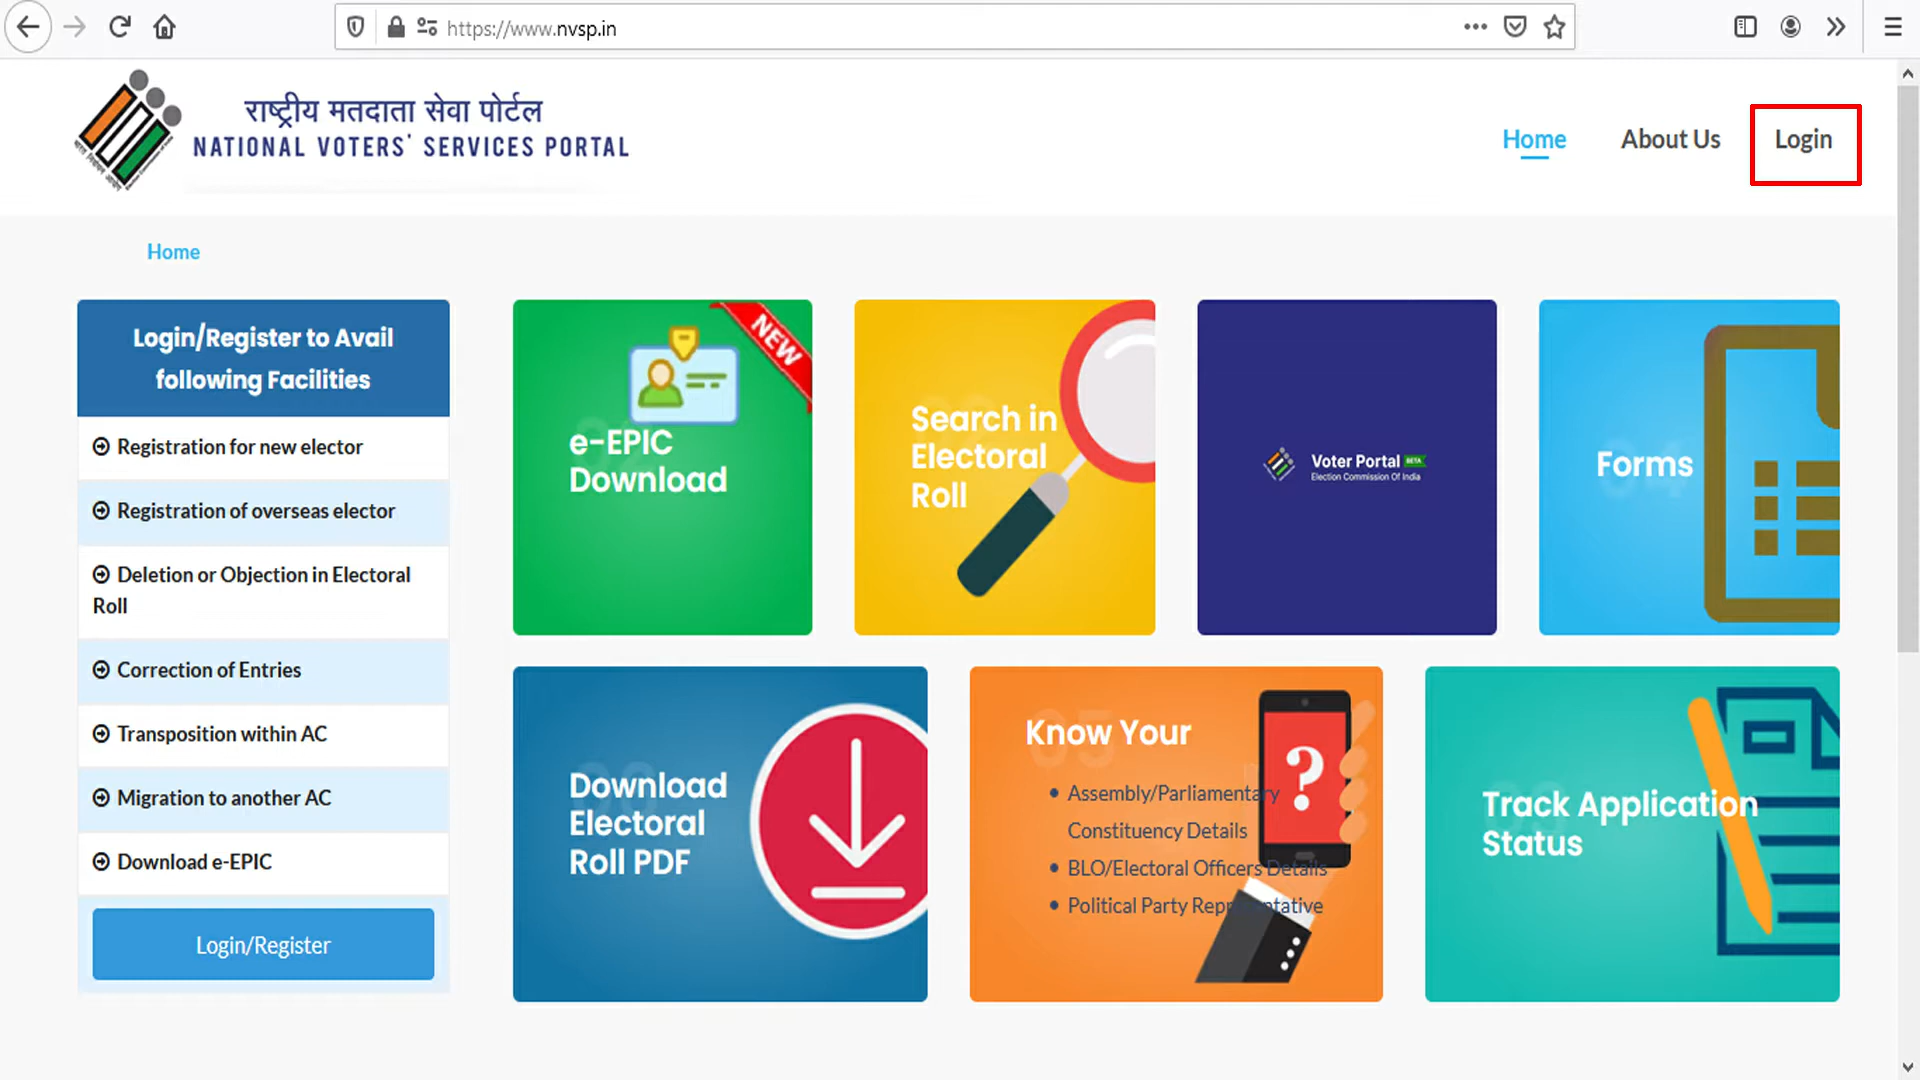 https://www.nvsp.in
राष्ट्रीय मतदाता सेवा पोर्टल
NATIONAL VOTERS' SERVICES PORTAL
Home
About Us
Login
Home
Login/Register to Avail
following Facilities
Registration for new elector
Registration of overseas elector
Deletion or Objection in Electoral
Roll
Correction of Entries
Transposition within AC
Migration to another AC
Download e-EPIC
Login/Register
NEW
e-EPIC
Download
Search in
Electoral
Roll
Voter Portal BETA
Election Commission Of India
Forms
Download
Electoral
Roll PDF
Know Your
Assembly/Parliamentary
Constituency Details
BLO/Electoral Officers Details
Political Party Representative
Track Application
Status